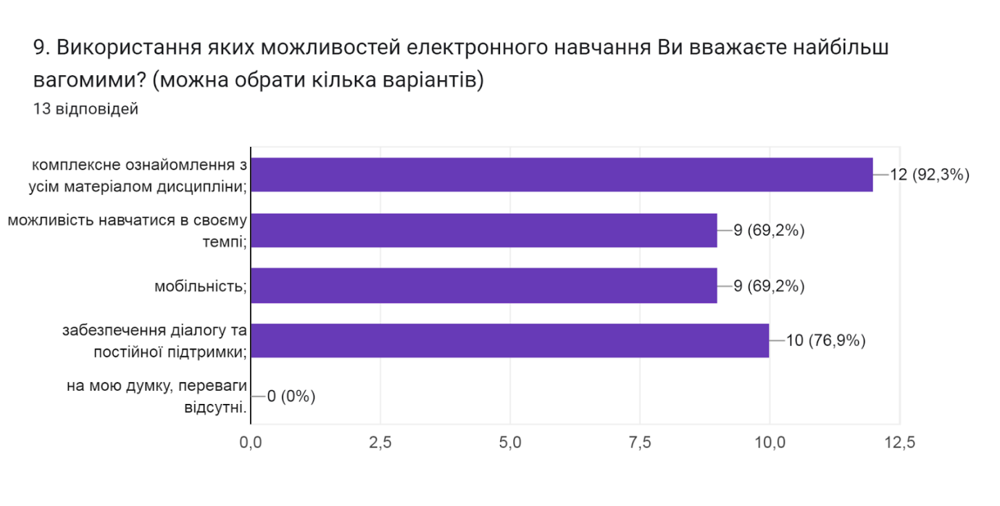 9. Використання яких можливостей електронного навчання Ви вважаєте найбільш
вагомими? (можна обрати кілька варіантів)
13 відповідей
комплексне ознайомлення з
усім матеріалом дисципліни;
12 (92,3%)
можливість навчатися в своєму
темпі;
9 (69,2%)
мобільність;
9 (69,2%)
забезпечення діалогу та
постійної підтримки;
10 (76,9%)
на мою думку, переваги
відсутні.
0 (0%)
0,0 2,5 5,0 7,5 10,0 12,5